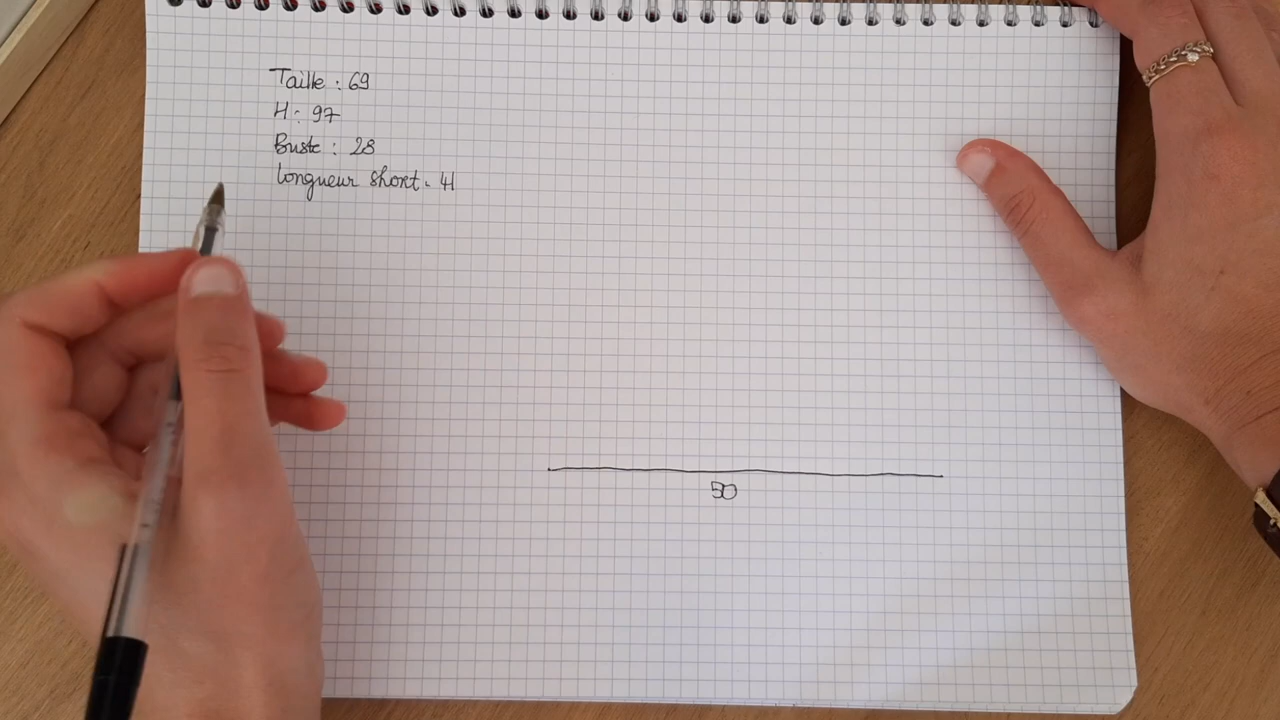 Taille : 69
H : 97
Buste : 28
longueur short : 41
50